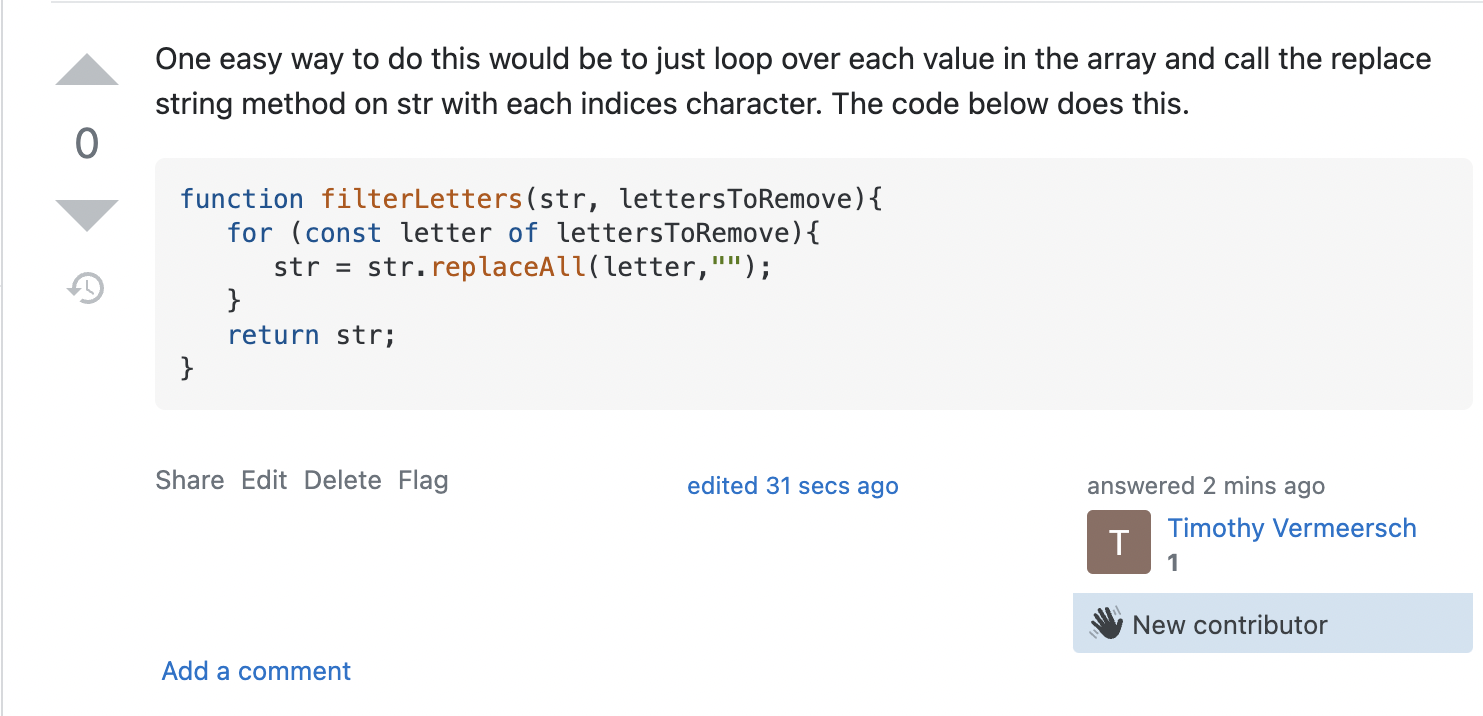 One easy way to do this would be to just loop over each value in the array and call the replace
string method on str with each indices character. The code below does this.
0
function filterLetters(str, lettersToRemove){
   for (const letter of lettersToRemove){
      str = str.replaceAll(letter,"");
   }
   return str;
}
Share Edit Delete Flag
edited 31 secs ago
answered 2 mins ago
T
Timothy Vermeersch
1
New contributor
Add a comment